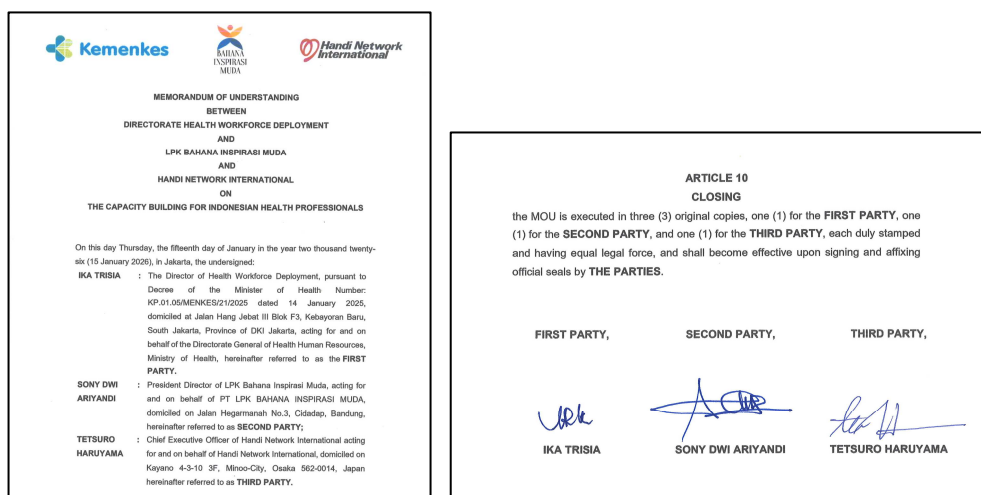 Kemenkes
BAHANA
INSPIRASI
MUDA
Handi Network
International
MEMORANDUM OF UNDERSTANDING
BETWEEN
DIRECTORATE HEALTH WORKFORCE DEPLOYMENT
AND
LPK BAHANA INSPIRASI MUDA
AND
HANDI NETWORK INTERNATIONAL
ON
THE CAPACITY BUILDING FOR INDONESIAN HEALTH PROFESSIONALS
On this day Thursday, the fifteenth day of January in the year two thousand twenty-
six (15 January 2026), in Jakarta, the undersigned:
IKA TRISIA : The Director of Health Workforce Deployment, pursuant to
Decree of the Minister of Health Number:
KP.01.05/MENKES/21/2025 dated 14 January 2025,
domiciled at Jalan Hang Jebat III Blok F3, Kebayoran Baru,
South Jakarta, Province of DKI Jakarta, acting for and on
behalf of the Directorate General of Health Human Resources,
Ministry of Health, hereinafter referred to as the FIRST
PARTY.
SONY DWI : President Director of LPK Bahana Inspirasi Muda, acting for
ARIYANDI and on behalf of PT LPK BAHANA INSPIRASI MUDA,
domiciled on Jalan Hegarmanah No.3, Cidadap, Bandung,
hereinafter referred to as SECOND PARTY;
TETSURO : Chief Executive Officer of Handi Network International acting
HARUYAMA for and on behalf of Handi Network International, domiciled on
Kayano 4-3-10 3F, Minoo-City, Osaka 562-0014, Japan
hereinafter referred to as THIRD PARTY.
ARTICLE 10
CLOSING
the MOU is executed in three (3) original copies, one (1) for the FIRST PARTY, one
(1) for the SECOND PARTY, and one (1) for the THIRD PARTY, each duly stamped
and having equal legal force, and shall become effective upon signing and affixing
official seals by THE PARTIES.
FIRST PARTY, SECOND PARTY, THIRD PARTY,
IKA TRISIA SONY DWI ARIYANDI TETSURO HARUYAMA